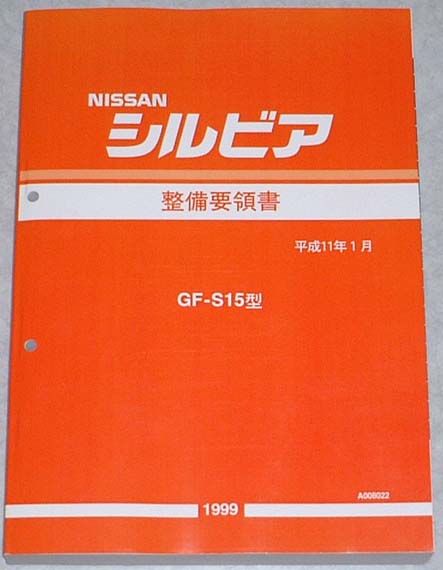 NISSAN
シルビア
整備要領書
平成11年1月
GF-S15型
A008022
1999